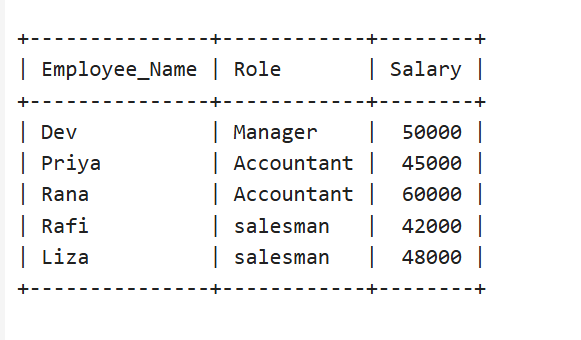 +---------------+------------+--------+
| Employee_Name | Role       | Salary |
+---------------+------------+--------+
| Dev           | Manager    |  50000 |
| Priya         | Accountant |  45000 |
| Rana          | Accountant |  60000 |
| Rafi          | salesman   |  42000 |
| Liza          | salesman   |  48000 |
+---------------+------------+--------+